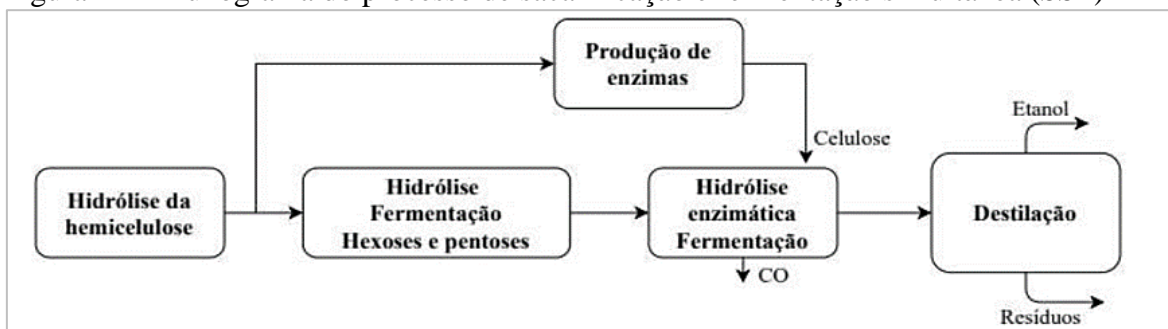 Produção de
enzimas
Etanol
Celulose
Hidrólise da
hemicelulose
Hidrólise
Fermentação
Hexoses e pentoses
Hidrólise
enzimática
Fermentação
Destilação
CO
Resíduos